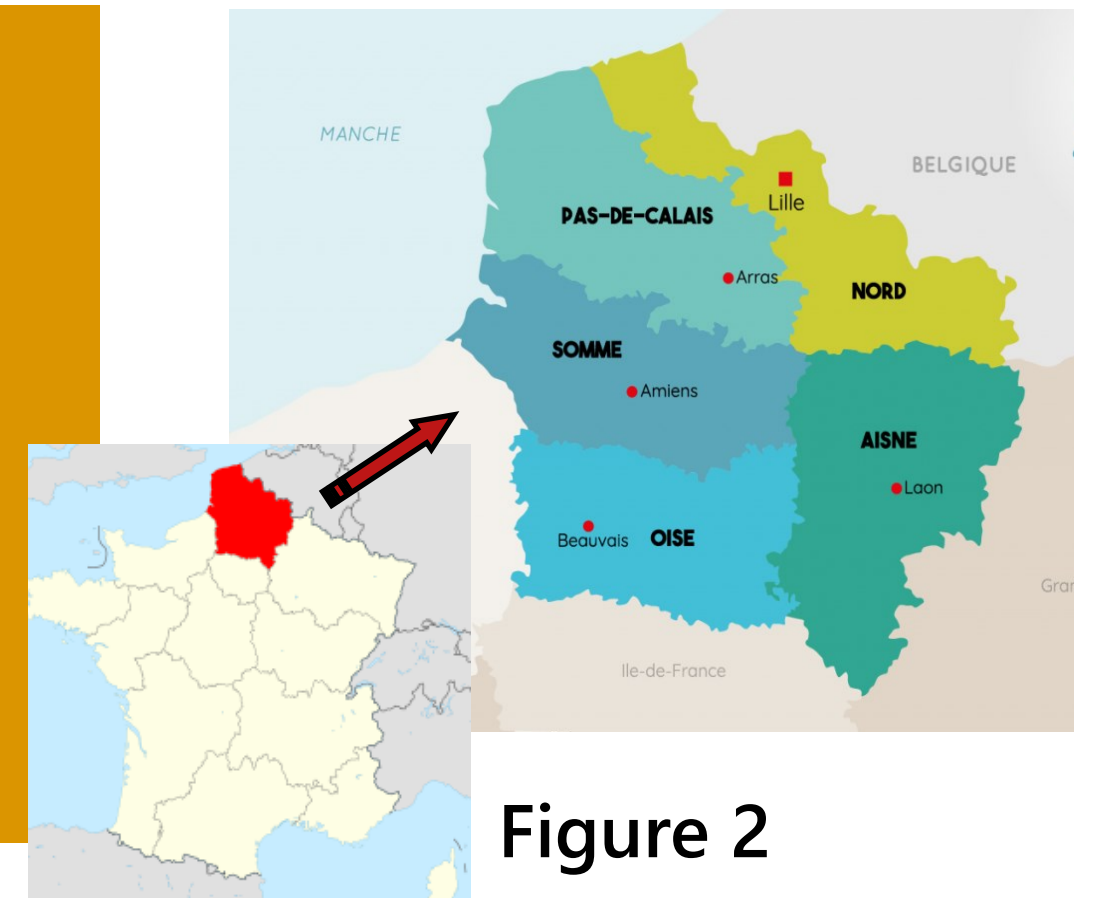 MANCHE
BELGIQUE
Lille
PAS-DE-CALAIS
Arras
NORD
SOMME
Amiens
AISNE
Laon
Beauvais OISE
Gran
Ile-de-France
Figure 2